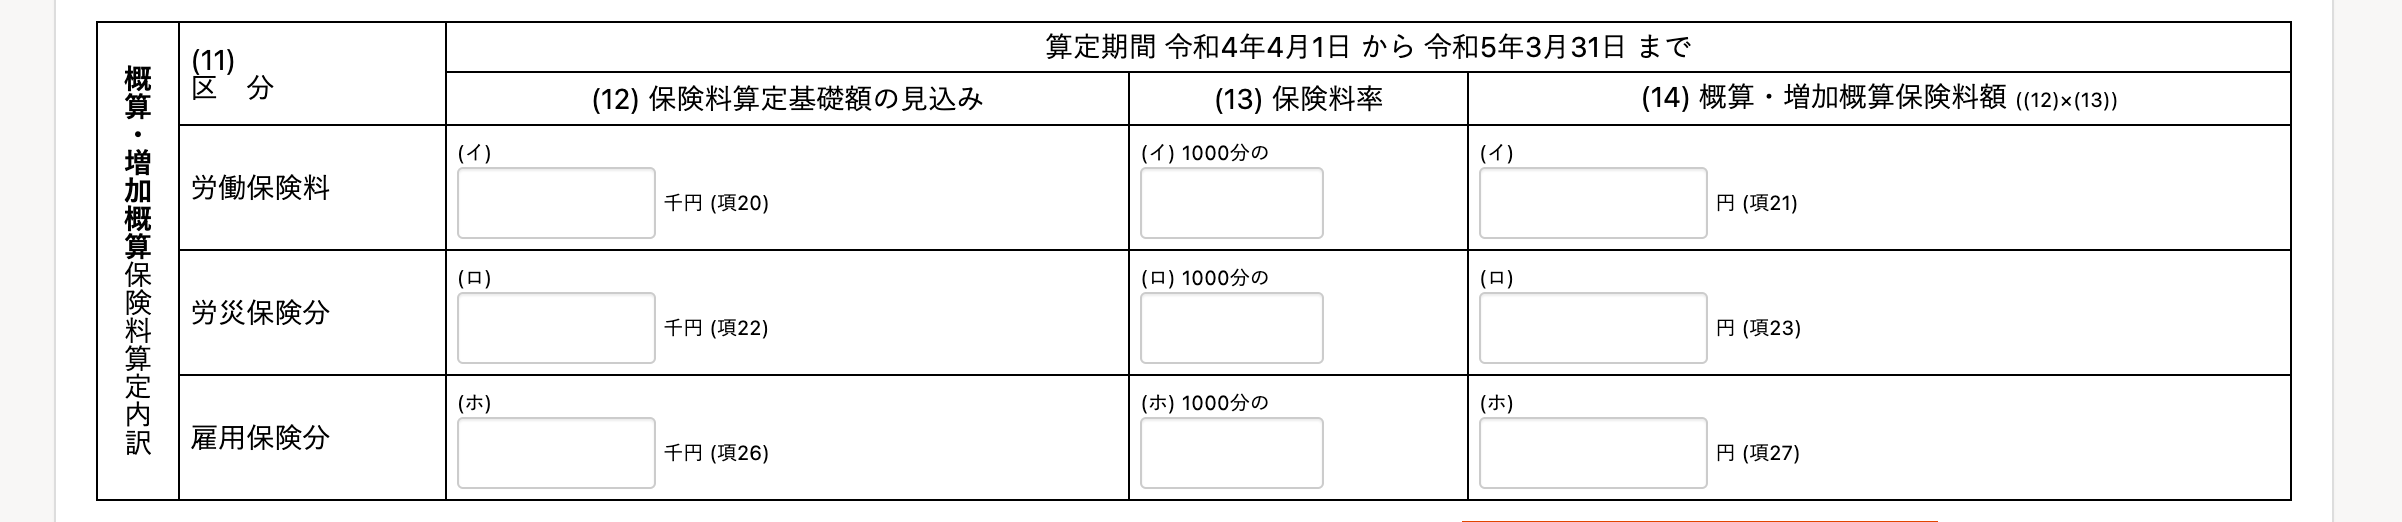 概算・増加概算保険料算定内訳
(11)
区　分
算定期間 令和4年4月1日 から 令和5年3月31日 まで
(12) 保険料算定基礎額の見込み
(13) 保険料率
(14) 概算・増加概算保険料額 ((12)×(13))
労働保険料
(イ)
千円 (項20)
(イ) 1000分の
(イ)
円 (項21)
労災保険分
(ロ)
千円 (項22)
(ロ) 1000分の
(ロ)
円 (項23)
雇用保険分
(ホ)
千円 (項26)
(ホ) 1000分の
(ホ)
円 (項27)